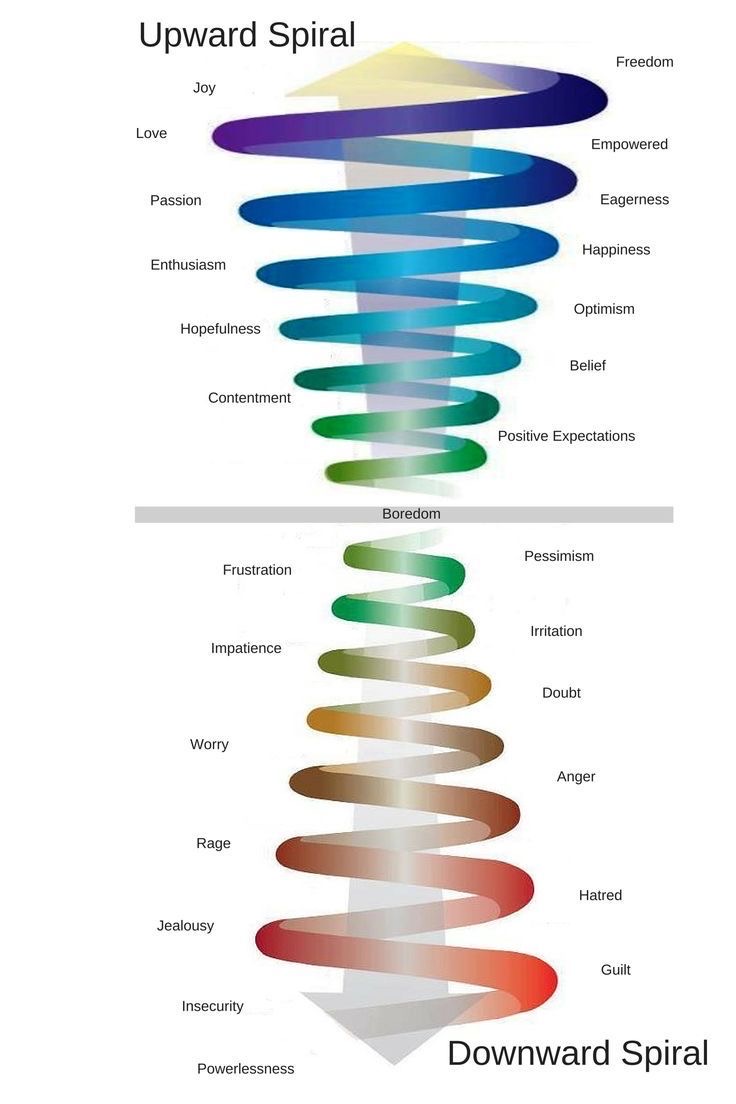 Upward Spiral
Freedom
Joy
Love
Empowered
Passion
Eagerness
Happiness
Enthusiasm
Optimism
Hopefulness
Belief
Contentment
Positive Expectations
Boredom
Pessimism
Frustration
Irritation
Impatience
Doubt
Worry
Anger
Rage
Hatred
Jealousy
Guilt
Insecurity
Downward Spiral
Powerlessness